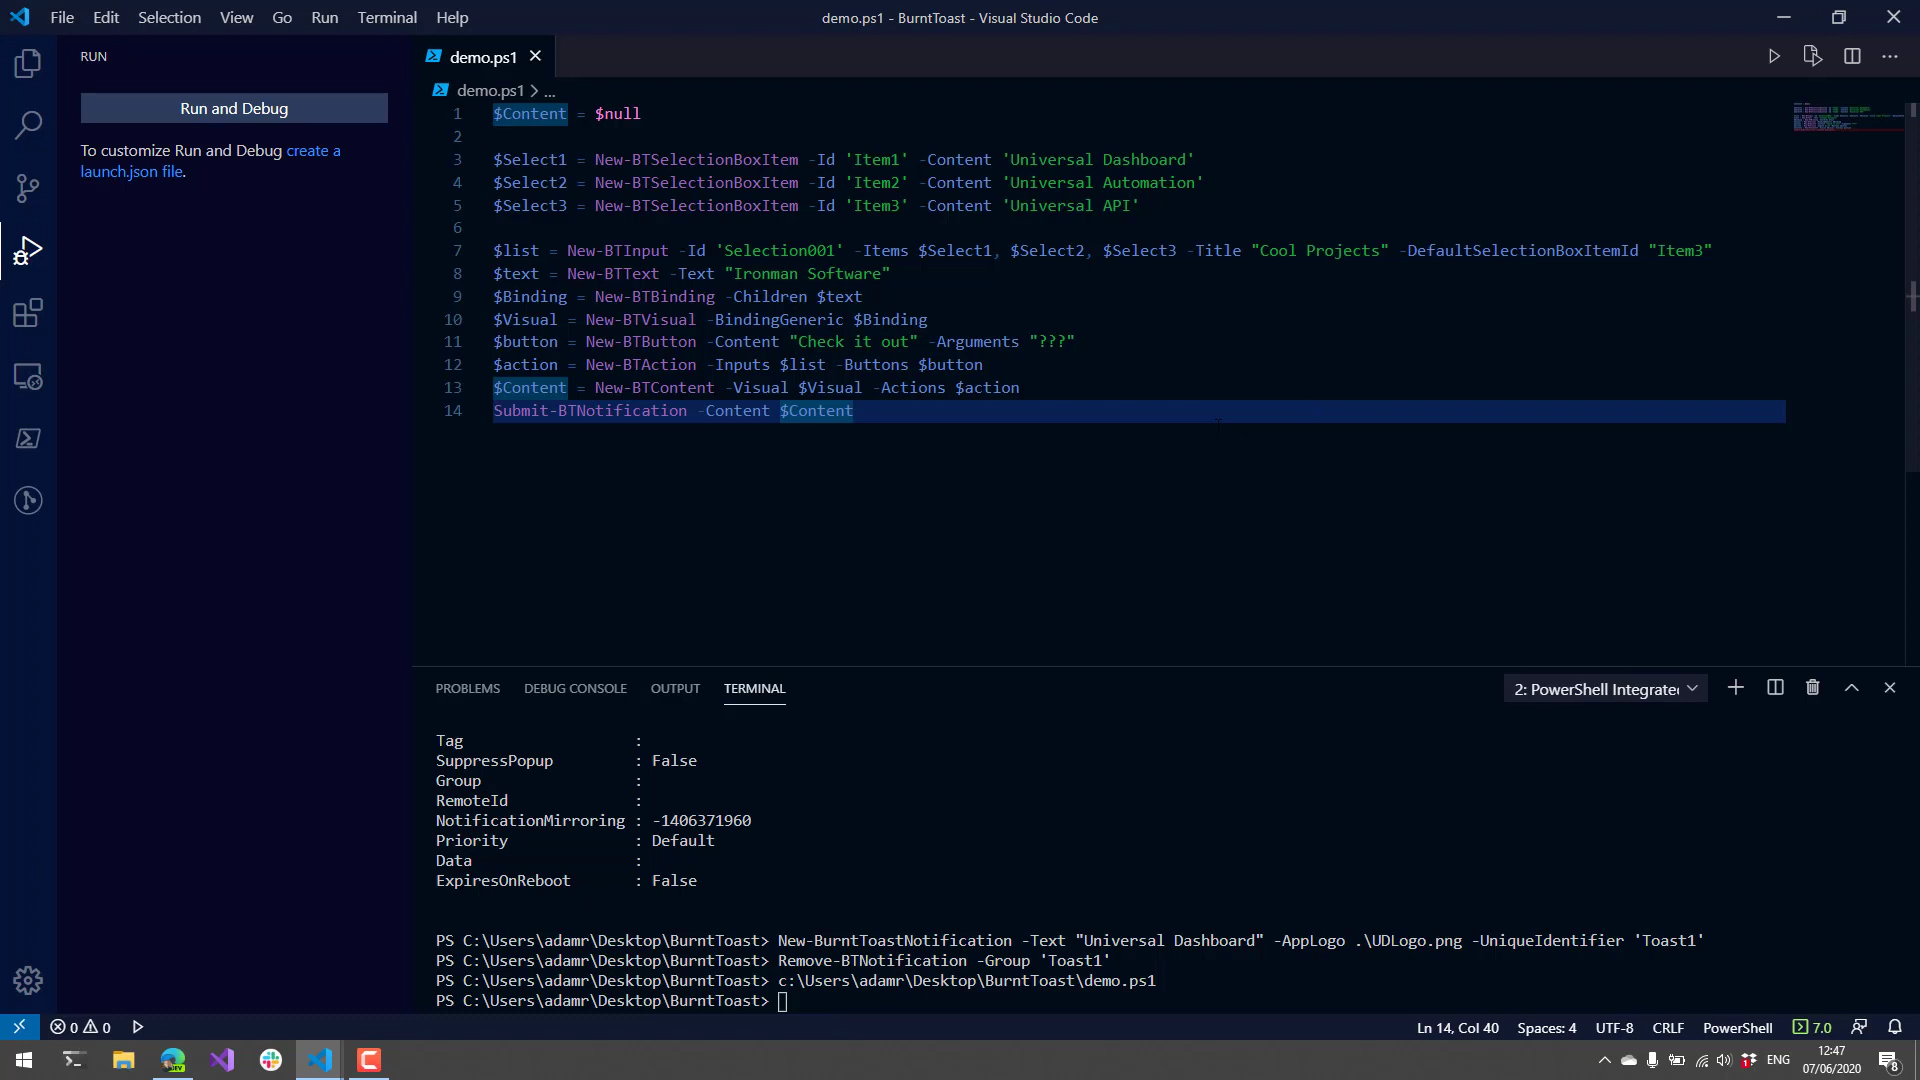 File Edit Selection View Go Run Terminal Help
demo.ps1 - BurntToast - Visual Studio Code
RUN
Run and Debug
To customize Run and Debug create a
launch.json file.
demo.ps1
demo.ps1 > ...
1 $Content = $null
2
3 $Select1 = New-BTSelectionBoxItem -Id 'Item1' -Content 'Universal Dashboard'
4 $Select2 = New-BTSelectionBoxItem -Id 'Item2' -Content 'Universal Automation'
5 $Select3 = New-BTSelectionBoxItem -Id 'Item3' -Content 'Universal API'
6
7 $list = New-BTInput -Id 'Selection001' -Items $Select1, $Select2, $Select3 -Title "Cool Projects" -DefaultSelectionBoxItemId "Item3"
8 $text = New-BTText -Text "Ironman Software"
9 $Binding = New-BTBinding -Children $text
10 $Visual = New-BTVisual -BindingGeneric $Binding
11 $button = New-BTButton -Content "Check it out" -Arguments "???"
12 $action = New-BTAction -Inputs $list -Buttons $button
13 $Content = New-BTContent -Visual $Visual -Actions $action
14 Submit-BTNotification -Content $Content
PROBLEMS DEBUG CONSOLE OUTPUT TERMINAL
2: PowerShell Integrate
Tag :
SuppressPopup : False
Group :
RemoteId :
NotificationMirroring : -1406371960
Priority : Default
Data :
ExpiresOnReboot : False
PS C:\Users\adamr\Desktop\BurntToast> New-BurntToastNotification -Text "Universal Dashboard" -AppLogo .\UDLogo.png -UniqueIdentifier 'Toast1'
PS C:\Users\adamr\Desktop\BurntToast> Remove-BTNotification -Group 'Toast1'
PS C:\Users\adamr\Desktop\BurntToast> c:\Users\adamr\Desktop\BurntToast\demo.ps1
PS C:\Users\adamr\Desktop\BurntToast>
0 0
Ln 14, Col 40 Spaces: 4 UTF-8 CRLF PowerShell 7.0
DEV
ENG
12:47
07/06/2020
8